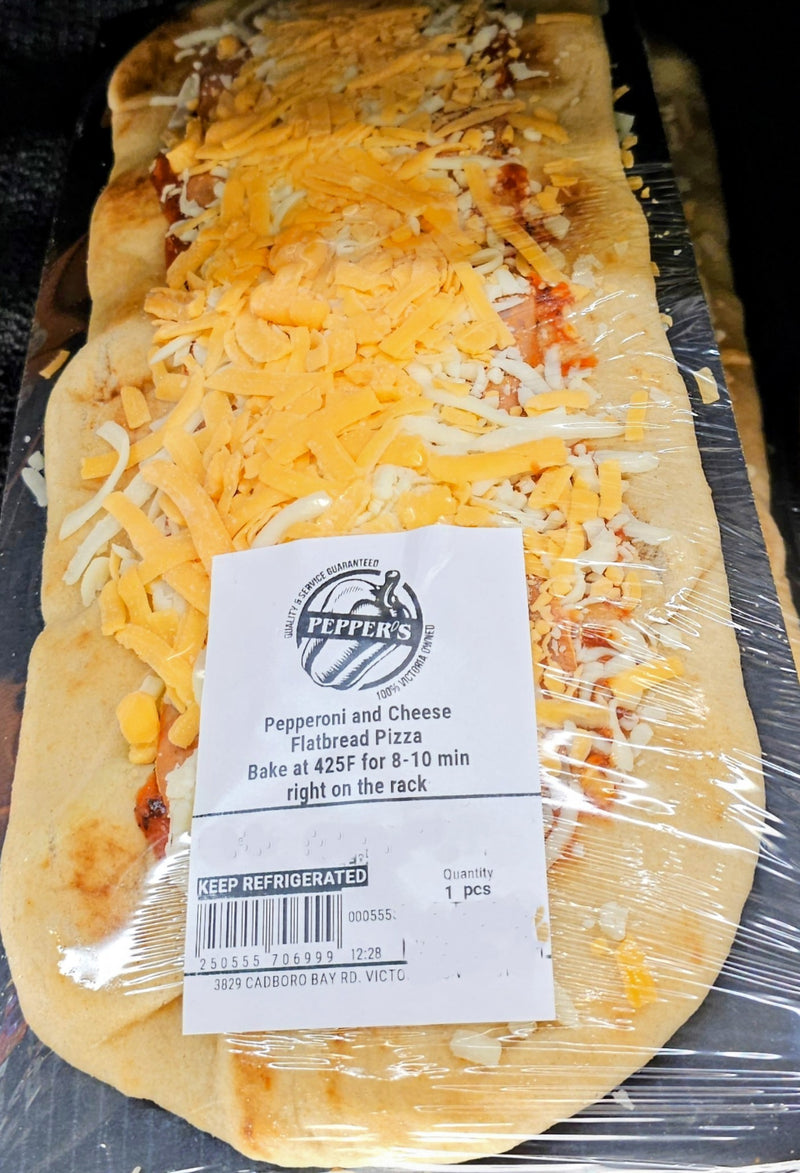 QUALITY & SERVICE GUARANTEED
PEPPER'S
100% VICTORIA OWNED
Pepperoni and Cheese
Flatbread Pizza
Bake at 425F for 8-10 min
right on the rack
KEEP REFRIGERATED
Quantity
1 pcs
000555
250555 706999 12:28
3829 CADBORO BAY RD. VICTO